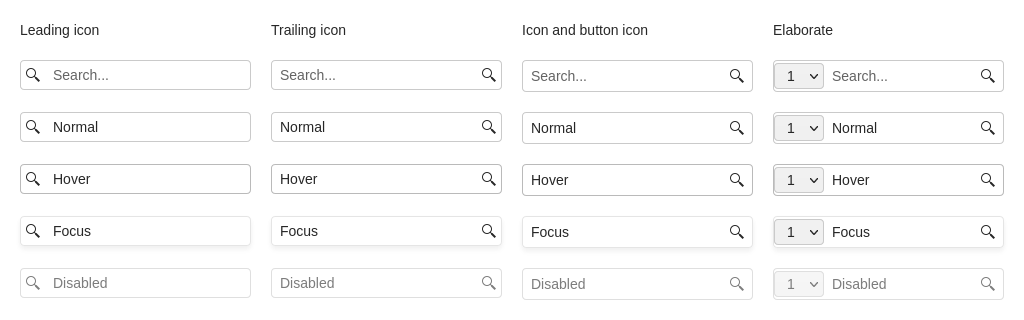 Leading icon Trailing icon Icon and button icon Elaborate
Search... Search... Search... 1 Search...
Normal Normal Normal 1 Normal
Hover Hover Hover 1 Hover
Focus Focus Focus 1 Focus
Disabled Disabled Disabled 1 Disabled